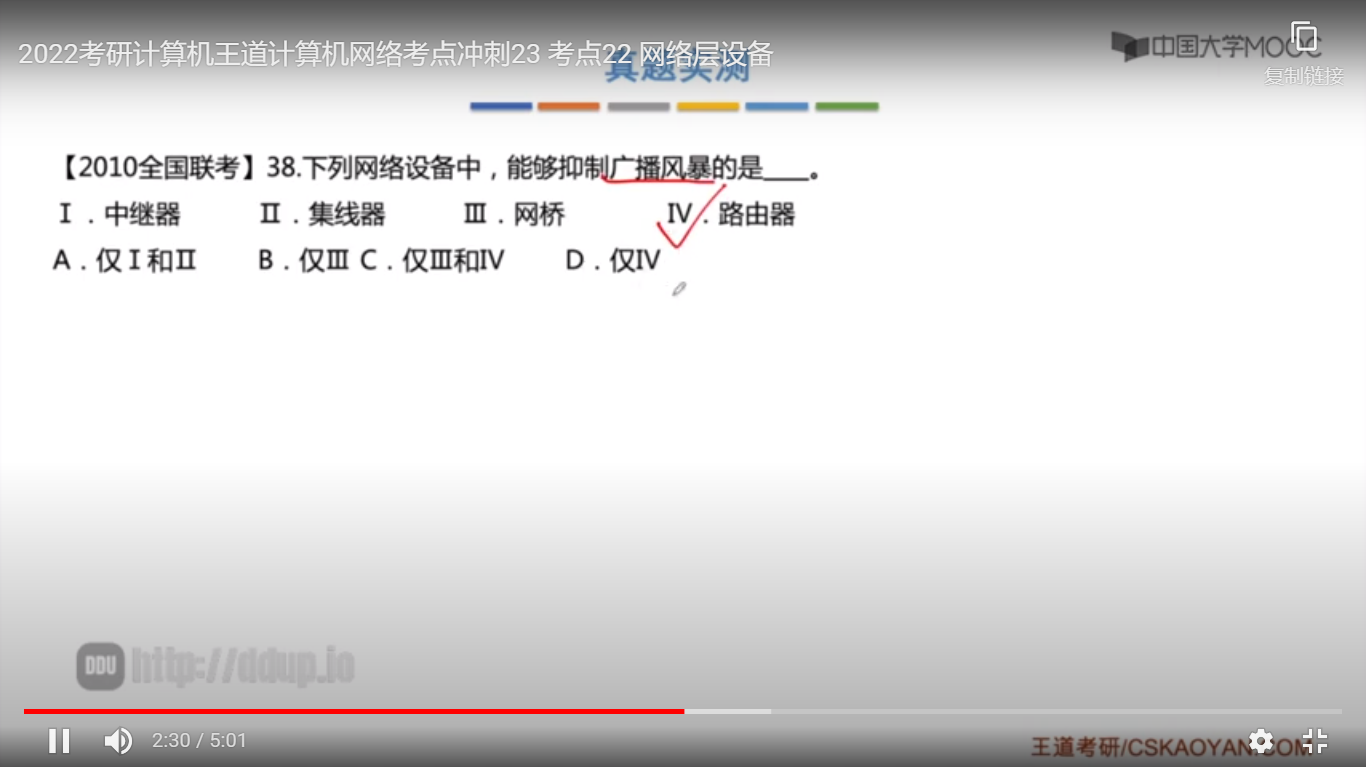 2022考研计算机王道计算机网络考点冲刺23 考点22 网络层设备
真题实测
中国大学MOOC
复制链接
【2010全国联考】38.下列网络设备中，能够抑制广播风暴的是____。
Ⅰ．中继器 Ⅱ．集线器 Ⅲ．网桥 Ⅳ．路由器
A．仅Ⅰ和Ⅱ B．仅Ⅲ C．仅Ⅲ和Ⅳ D．仅Ⅳ
DDU http://ddup.io
2:30 / 5:01
王道考研/CSKAOYAN.COM